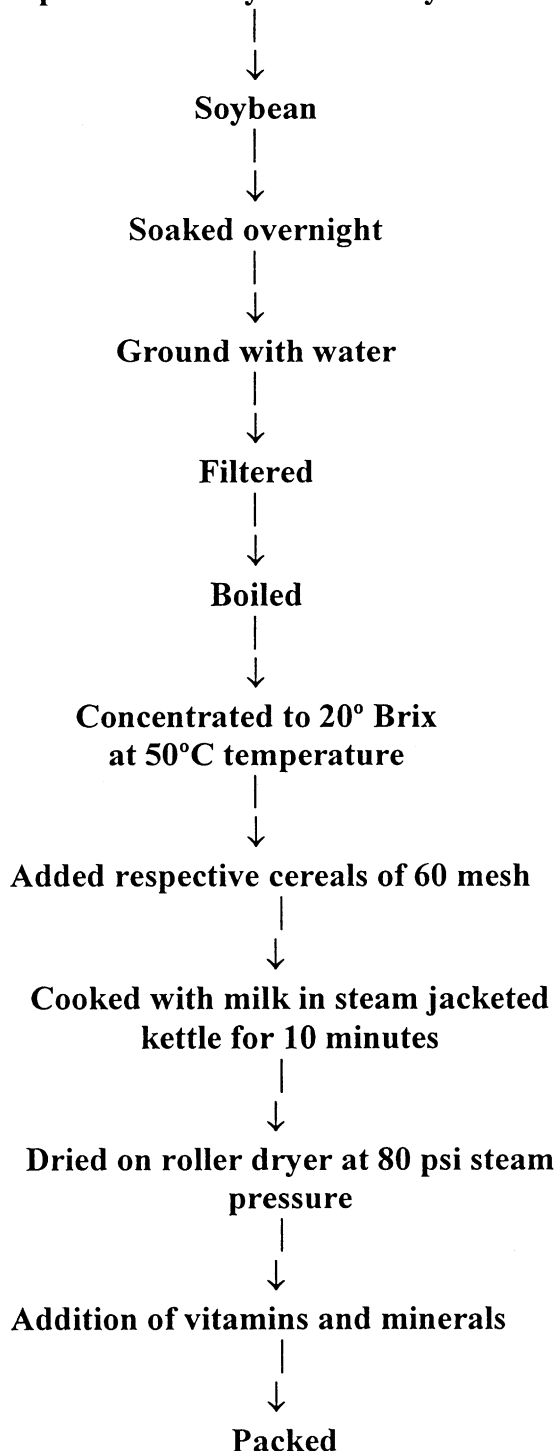 Soybean
Soaked overnight
Ground with water
Filtered
Boiled
Concentrated to 20º Brix
at 50ºC temperature
Added respective cereals of 60 mesh
Cooked with milk in steam jacketed
kettle for 10 minutes
Dried on roller dryer at 80 psi steam
pressure
Addition of vitamins and minerals
Packed